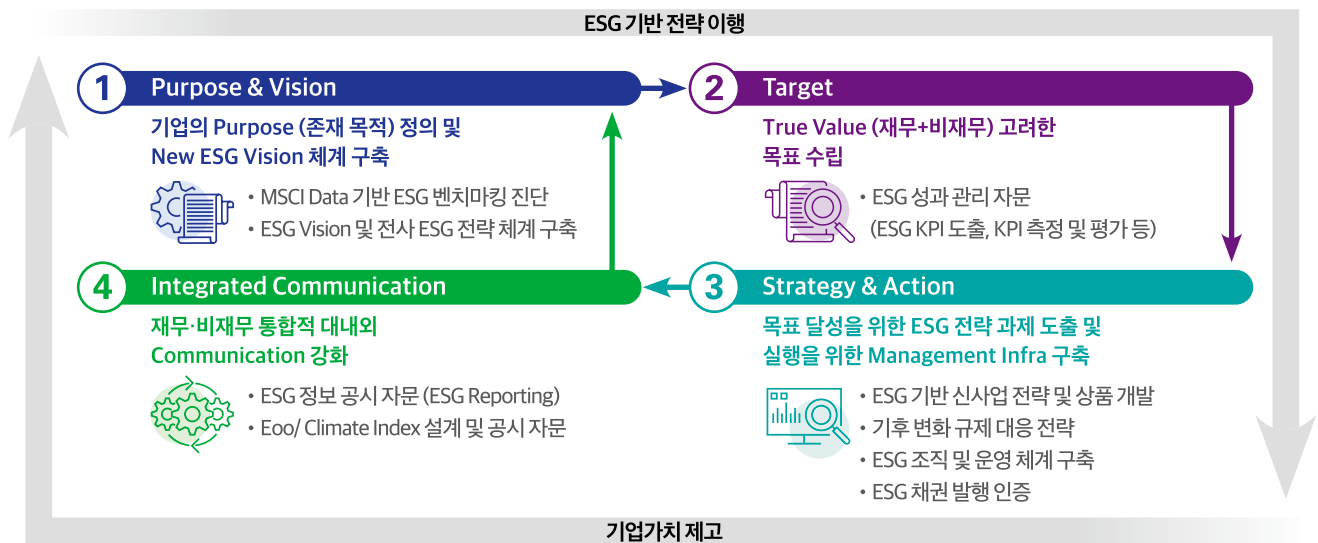 ESG 기반 전략 이행
1 Purpose & Vision
기업의 Purpose (존재 목적) 정의 및
New ESG Vision 체계 구축
• MSCI Data 기반 ESG 벤치마킹 진단
• ESG Vision 및 전사 ESG 전략 체계 구축
2 Target
True Value (재무+비재무) 고려한
목표 수립
• ESG 성과 관리 자문
(ESG KPI 도출, KPI 측정 및 평가 등)
3 Strategy & Action
목표 달성을 위한 ESG 전략 과제 도출 및
실행을 위한 Management Infra 구축
• ESG 기반 신사업 전략 및 상품 개발
• 기후 변화 규제 대응 전략
• ESG 조직 및 운영 체계 구축
• ESG 채권 발행 인증
4 Integrated Communication
재무·비재무 통합적 대내외
Communication 강화
• ESG 정보 공시 자문 (ESG Reporting)
• Eoo/ Climate Index 설계 및 공시 자문
기업가치 제고